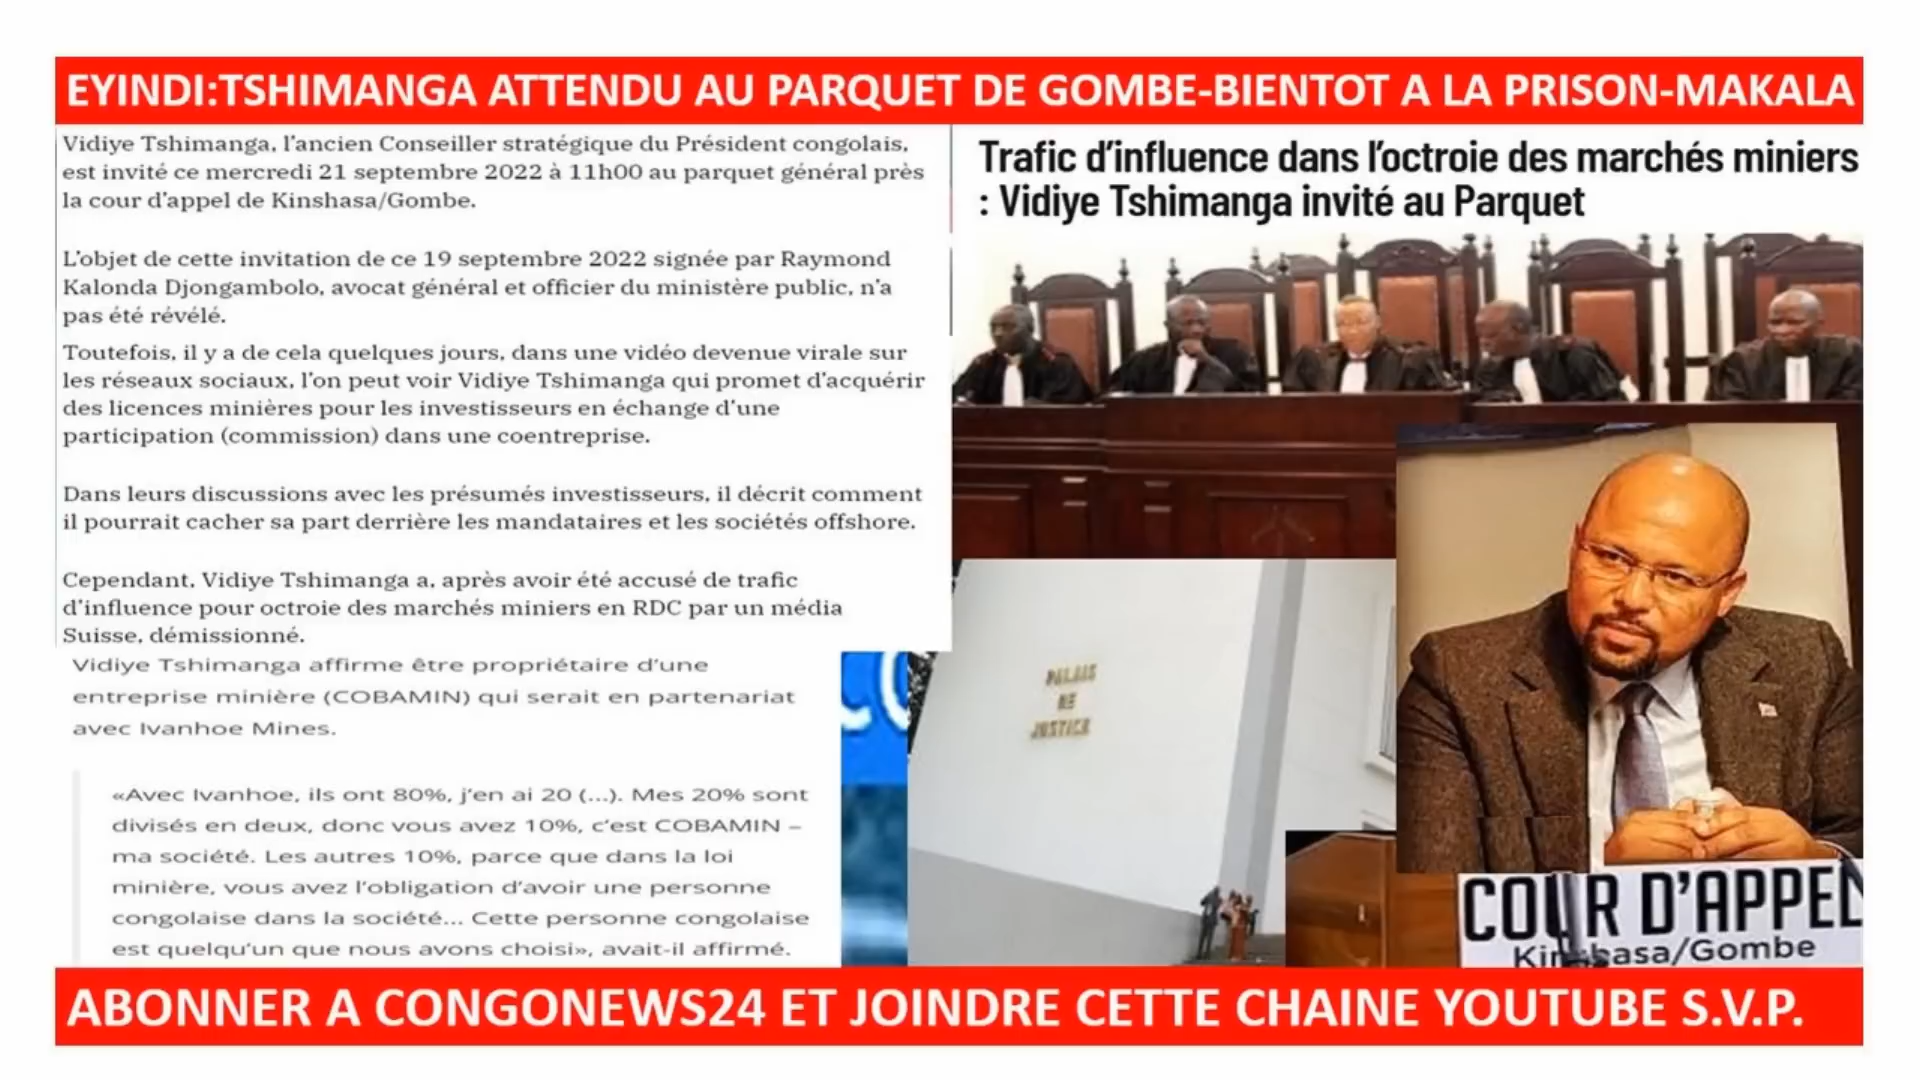 EYINDI:TSHIMANGA ATTENDU AU PARQUET DE GOMBE-BIENTOT A LA PRISON-MAKALA
Vidiye Tshimanga, l'ancien Conseiller stratégique du Président congolais,
est invité ce mercredi 21 septembre 2022 à 11h00 au parquet général près
la cour d'appel de Kinshasa/Gombe.
L'objet de cette invitation de ce 19 septembre 2022 signée par Raymond
Kalonda Djongambolo, avocat général et officier du ministère public, n'a
pas été révélé.
Toutefois, il y a de cela quelques jours, dans une vidéo devenue virale sur
les réseaux sociaux, l'on peut voir Vidiye Tshimanga qui promet d'acquérir
des licences minières pour les investisseurs en échange d'une
participation (commission) dans une coentreprise.
Dans leurs discussions avec les présumés investisseurs, il décrit comment
il pourrait cacher sa part derrière les mandataires et les sociétés offshore.
Cependant, Vidiye Tshimanga a, après avoir été accusé de trafic
d'influence pour octroie des marchés miniers en RDC par un média
Suisse, démissionné.
Vidiye Tshimanga affirme être propriétaire d'une
entreprise minière (COBAMIN) qui serait en partenariat
avec Ivanhoe Mines.
«Avec Ivanhoe, ils ont 80%, j'en ai 20 (...). Mes 20% sont
divisés en deux, donc vous avez 10%, c'est COBAMIN –
ma société. Les autres 10%, parce que dans la loi
minière, vous avez l'obligation d'avoir une personne
congolaise dans la société... Cette personne congolaise
est quelqu'un que nous avons choisi», avait-il affirmé.
Trafic d'influence dans l'octroie des marchés miniers
: Vidiye Tshimanga invité au Parquet
PALAIS
DE
JUSTICE
COUR D'APPEL
Kinshasa/Gombe
ABONNER A CONGONEWS24 ET JOINDRE CETTE CHAINE YOUTUBE S.V.P.